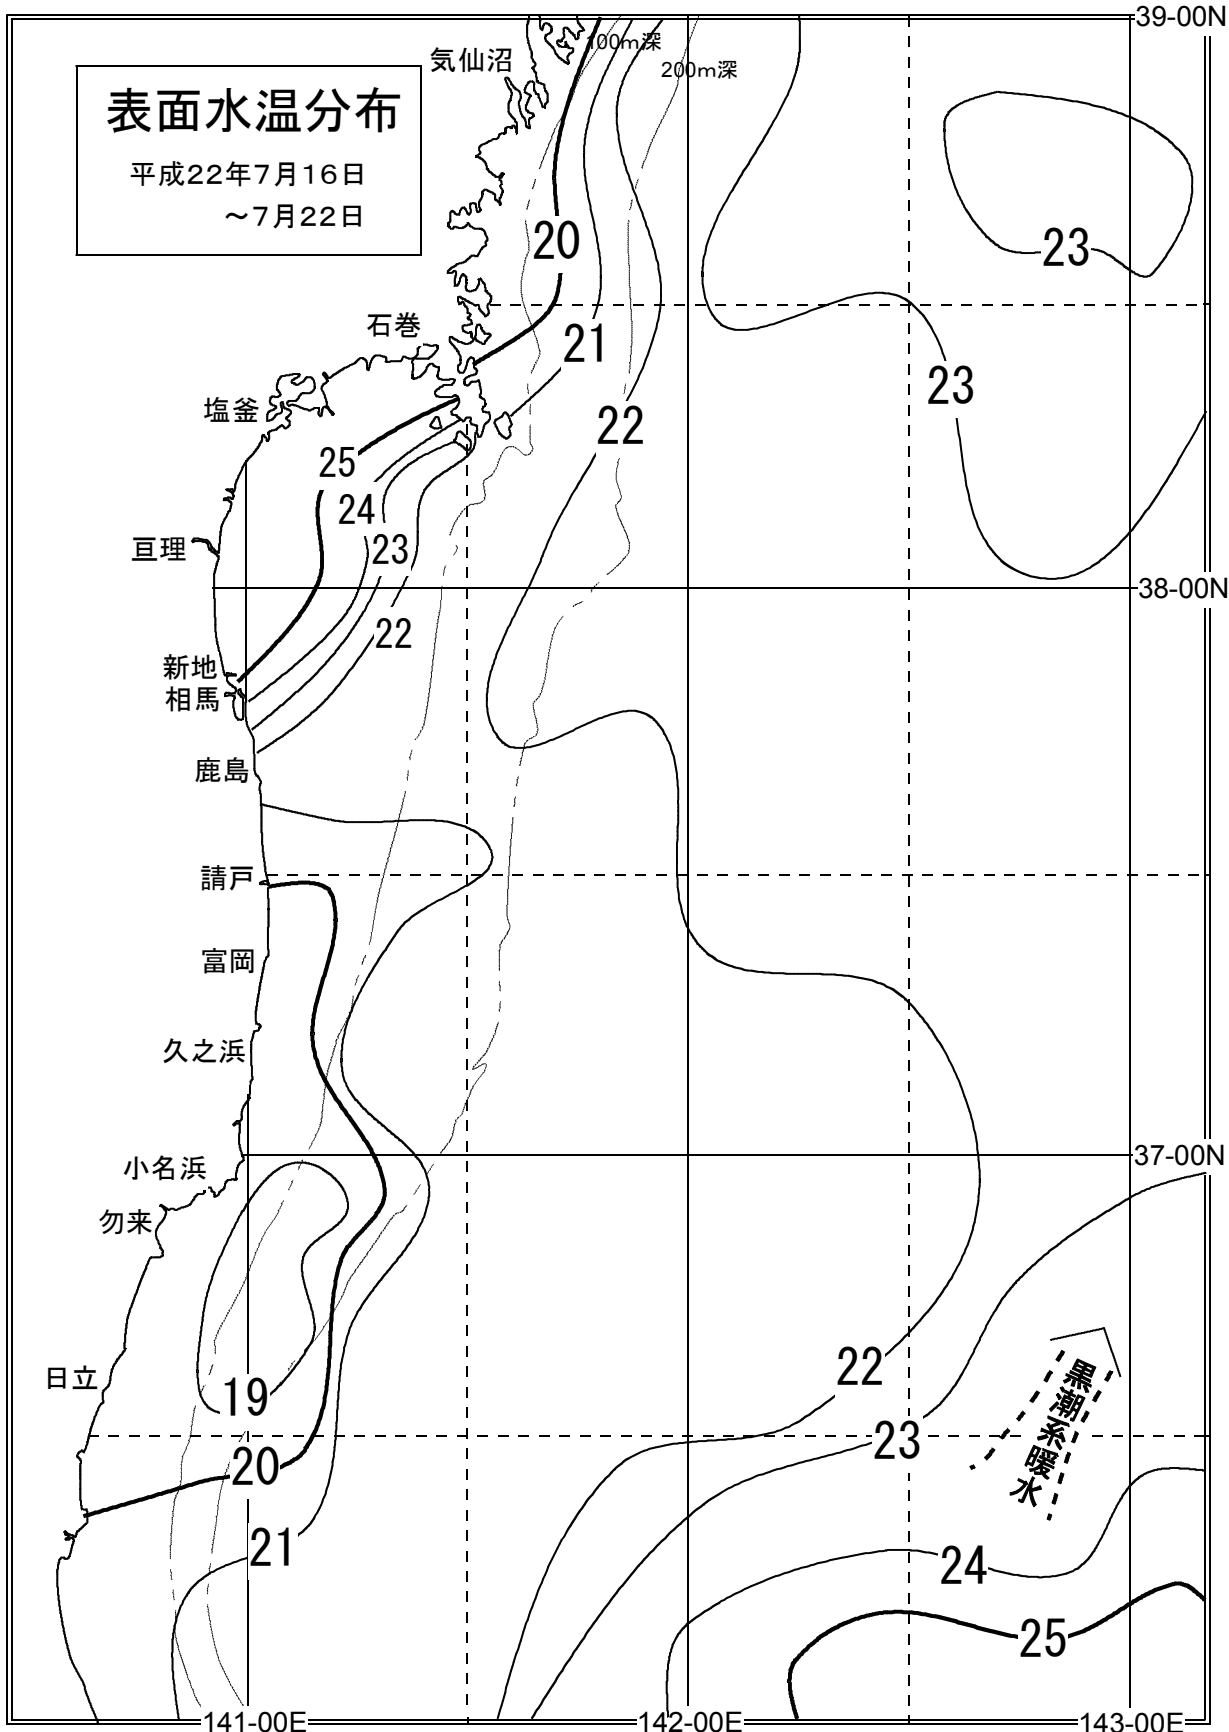 39-00N
気仙沼
100m深
200m深
表面水温分布
平成22年7月16日
～7月22日
20
23
石巻
21
23
塩釜
22
25
24
亘理
23
38-00N
22
新地
相馬
鹿島
請戸
富岡
久之浜
37-00N
小名浜
勿来
22
日立
黒潮系暖水
19
23
20
21
24
25
141-00E
142-00E
143-00E